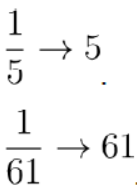 1/5 → 5.
1/61 → 61.